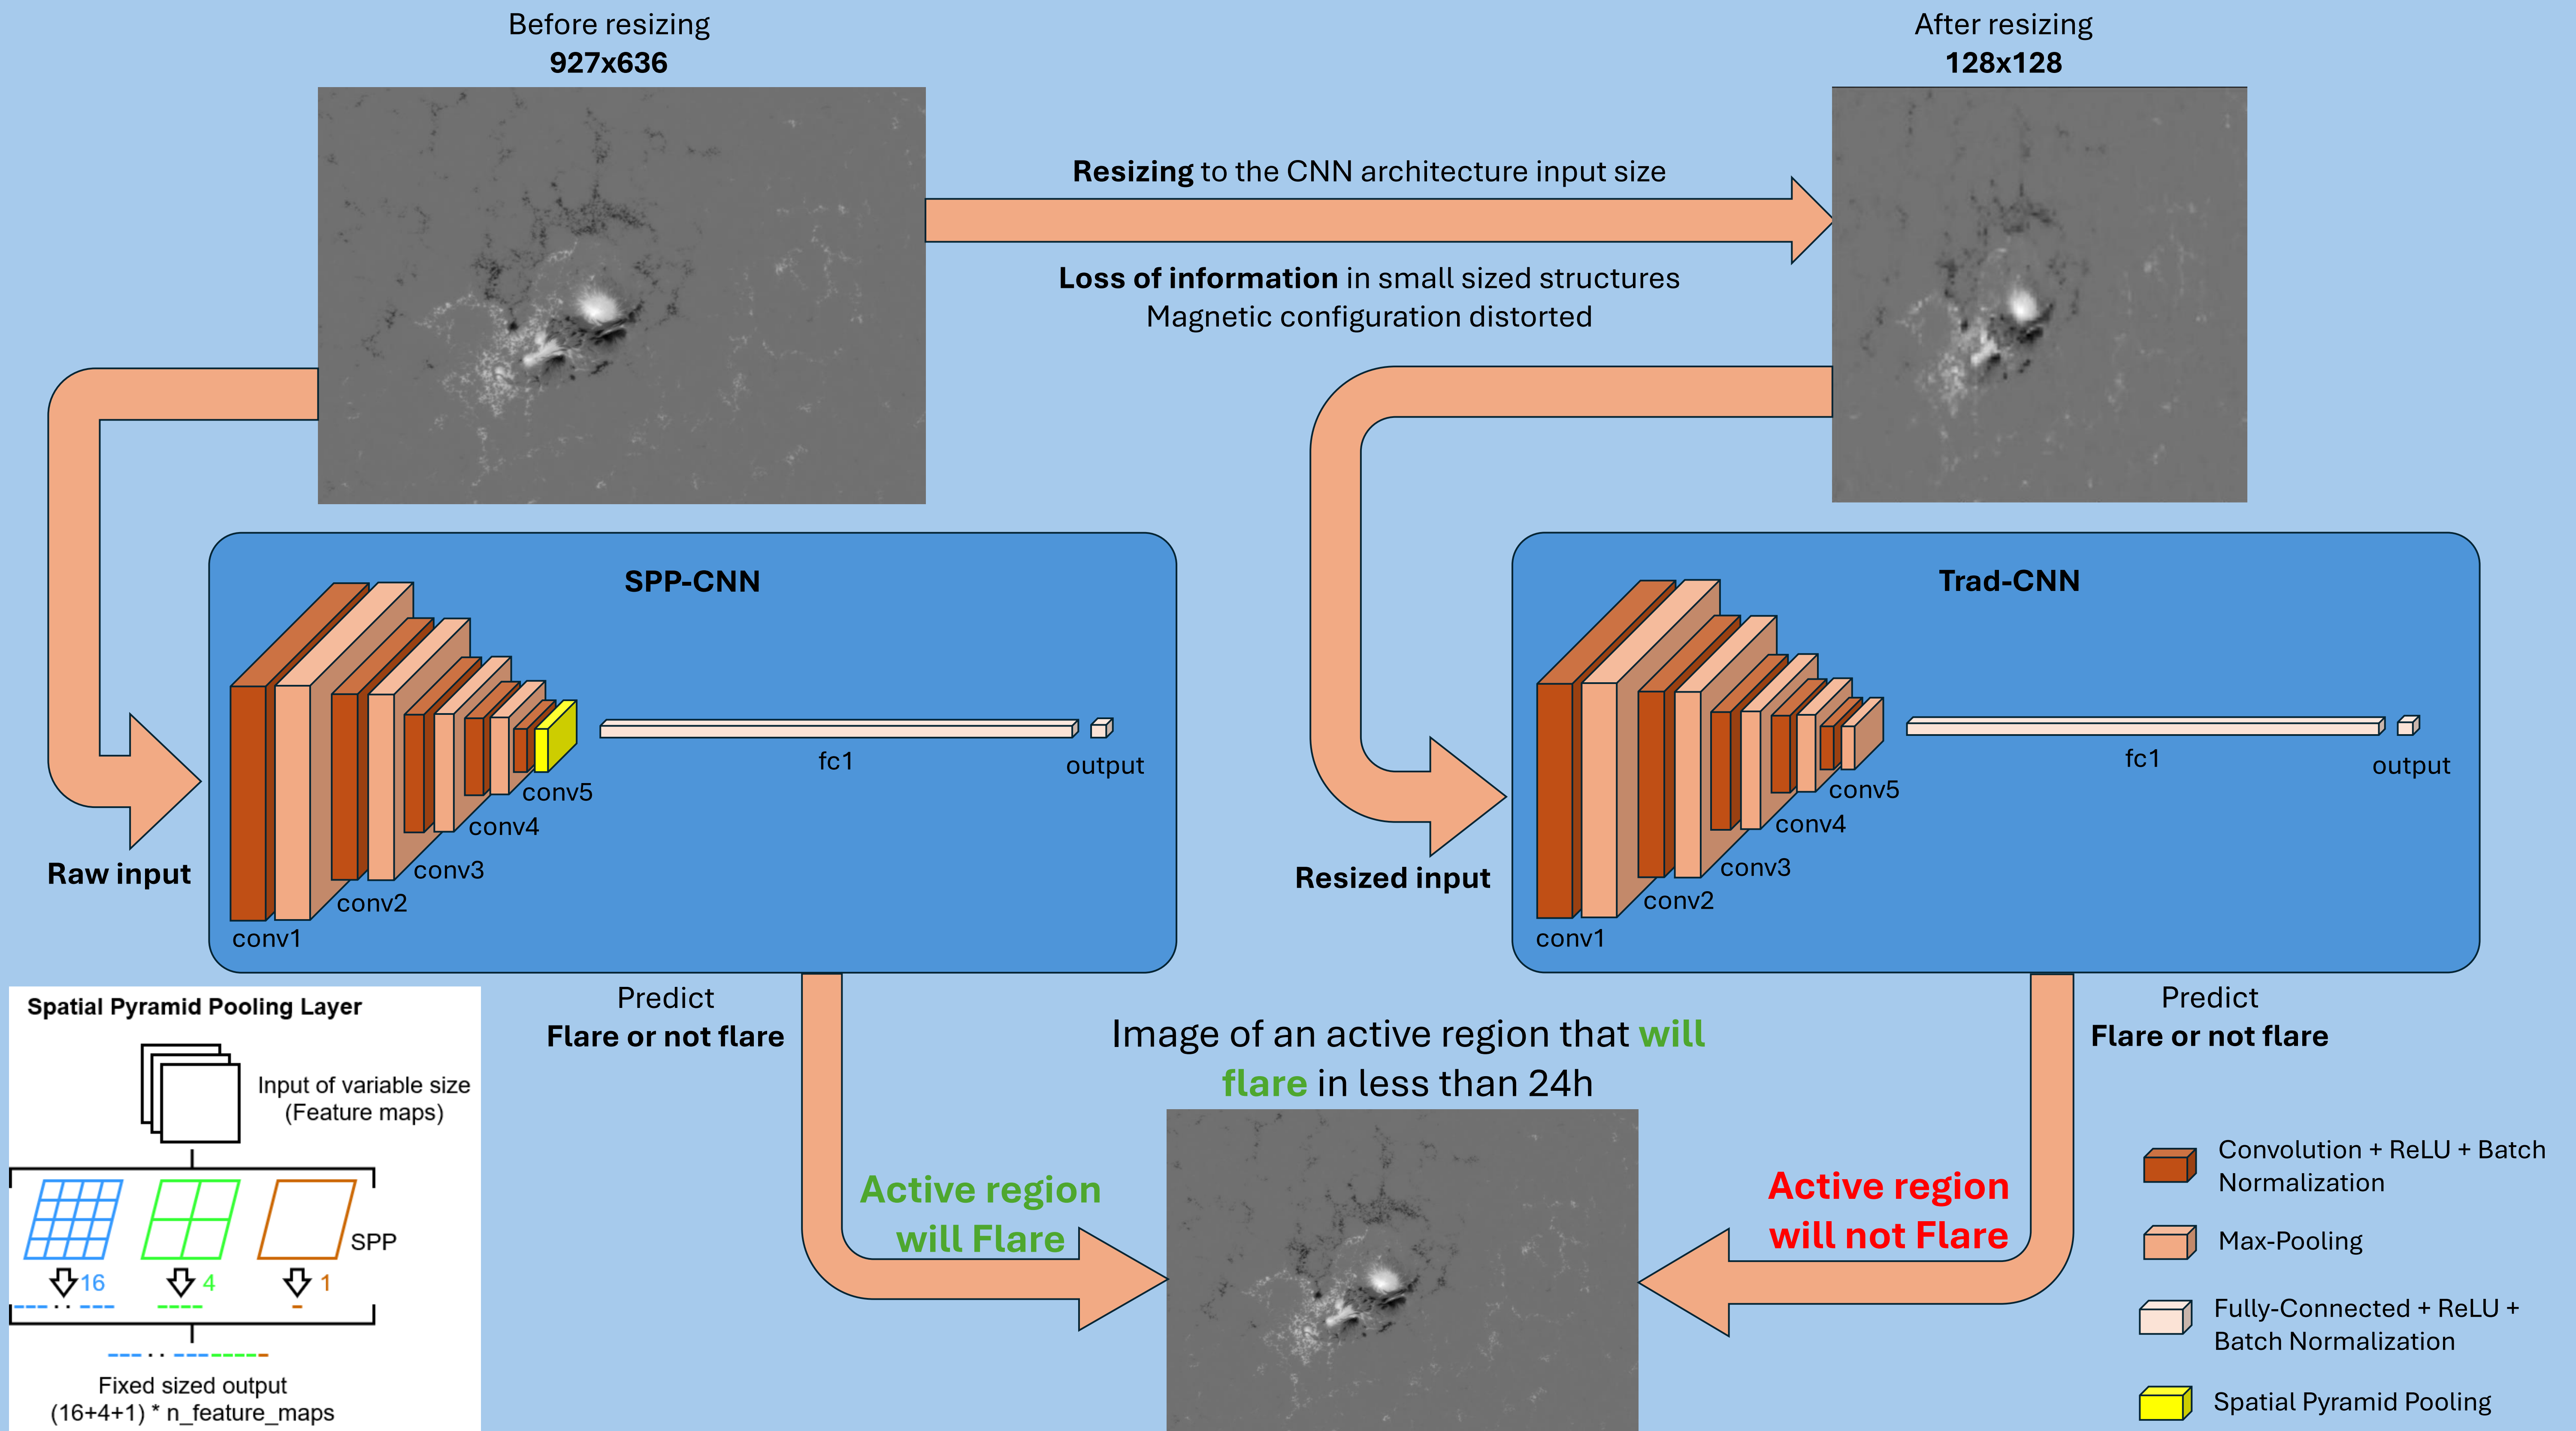 Before resizing
927x636
After resizing
128x128
Resizing to the CNN architecture input size
Loss of information in small sized structures
Magnetic configuration distorted
SPP-CNN
fc1
output
conv5
conv4
conv3
conv2
conv1
Raw input
Trad-CNN
fc1
output
conv5
conv4
conv3
conv2
conv1
Resized input
Spatial Pyramid Pooling Layer
Input of variable size
(Feature maps)
SPP
16
4
1
Fixed sized output
(16+4+1) * n_feature_maps
Predict
Flare or not flare
Image of an active region that will
flare in less than 24h
Predict
Flare or not flare
Active region
will Flare
Active region
will not Flare
Convolution + ReLU + Batch
Normalization
Max-Pooling
Fully-Connected + ReLU +
Batch Normalization
Spatial Pyramid Pooling